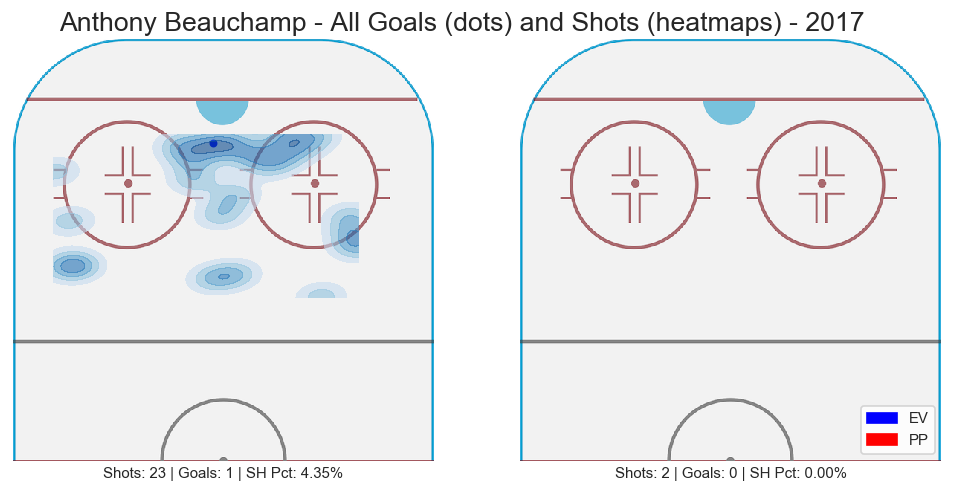 Anthony Beauchamp - All Goals (dots) and Shots (heatmaps) - 2017
EV
PP
Shots: 23 | Goals: 1 | SH Pct: 4.35%
Shots: 2 | Goals: 0 | SH Pct: 0.00%